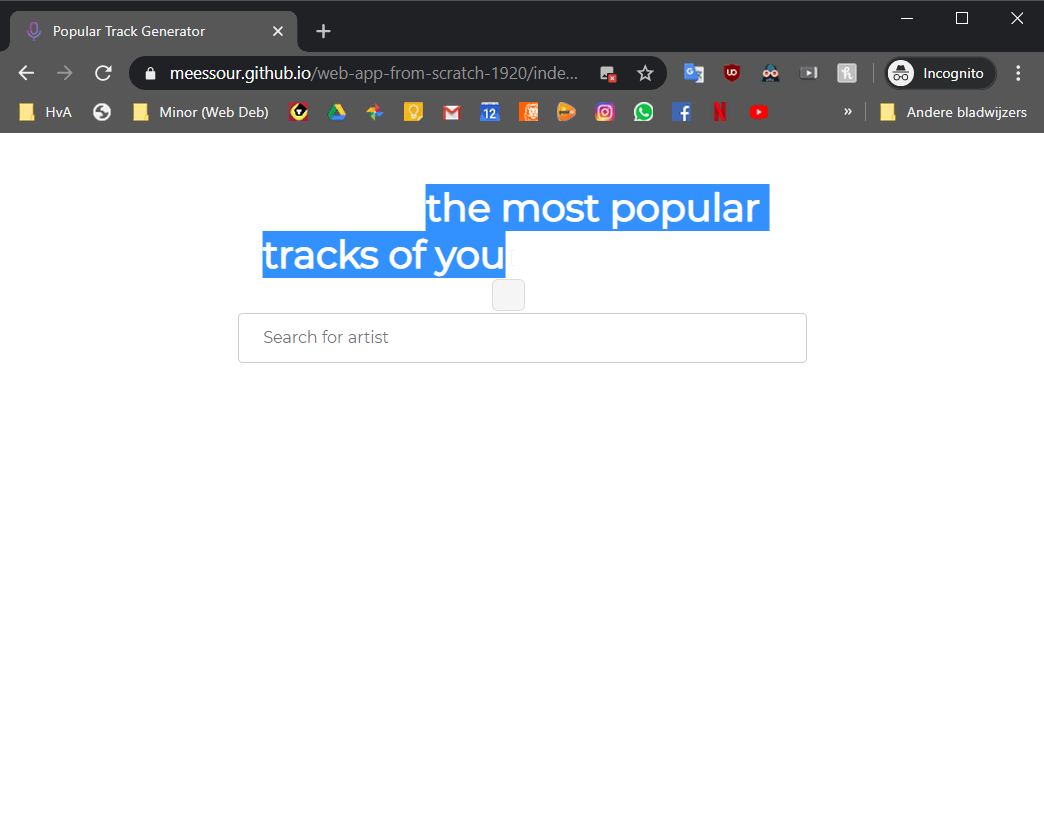 Popular Track Generator
meessour.github.io/web-app-from-scratch-1920/inde...
Incognito
HvA
Minor (Web Deb)
12
»
Andere bladwijzers
the most popular
tracks of you
Search for artist